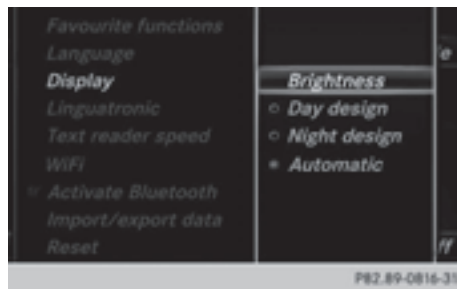 Favourite functions
Language
Display
Linguatronic
Text reader speed
WiFi
Activate Bluetooth
Import/export data
Reset
Brightness
Day design
Night design
Automatic
e
ff
P82.89-0816-31